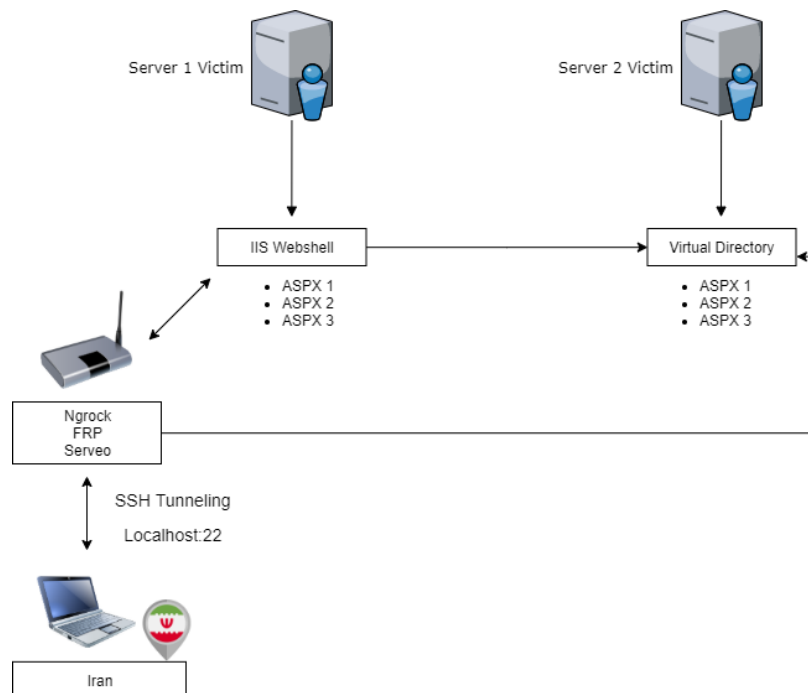 Server 1 Victim
Server 2 Victim
IIS Webshell
Virtual Directory
• ASPX 1
• ASPX 2
• ASPX 3
• ASPX 1
• ASPX 2
• ASPX 3
Ngrock
FRP
Serveo
SSH Tunneling
Localhost:22
Iran